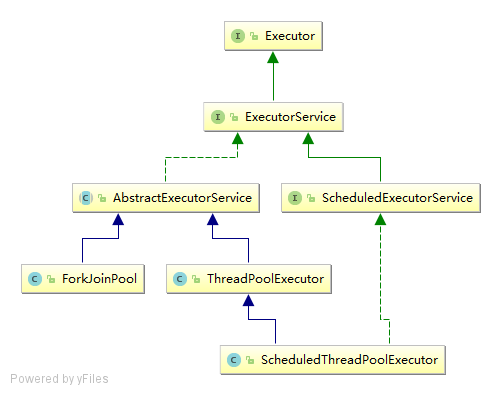 Executor
ExecutorService
AbstractExecutorService
ScheduledExecutorService
ForkJoinPool
ThreadPoolExecutor
ScheduledThreadPoolExecutor
Powered by yFiles